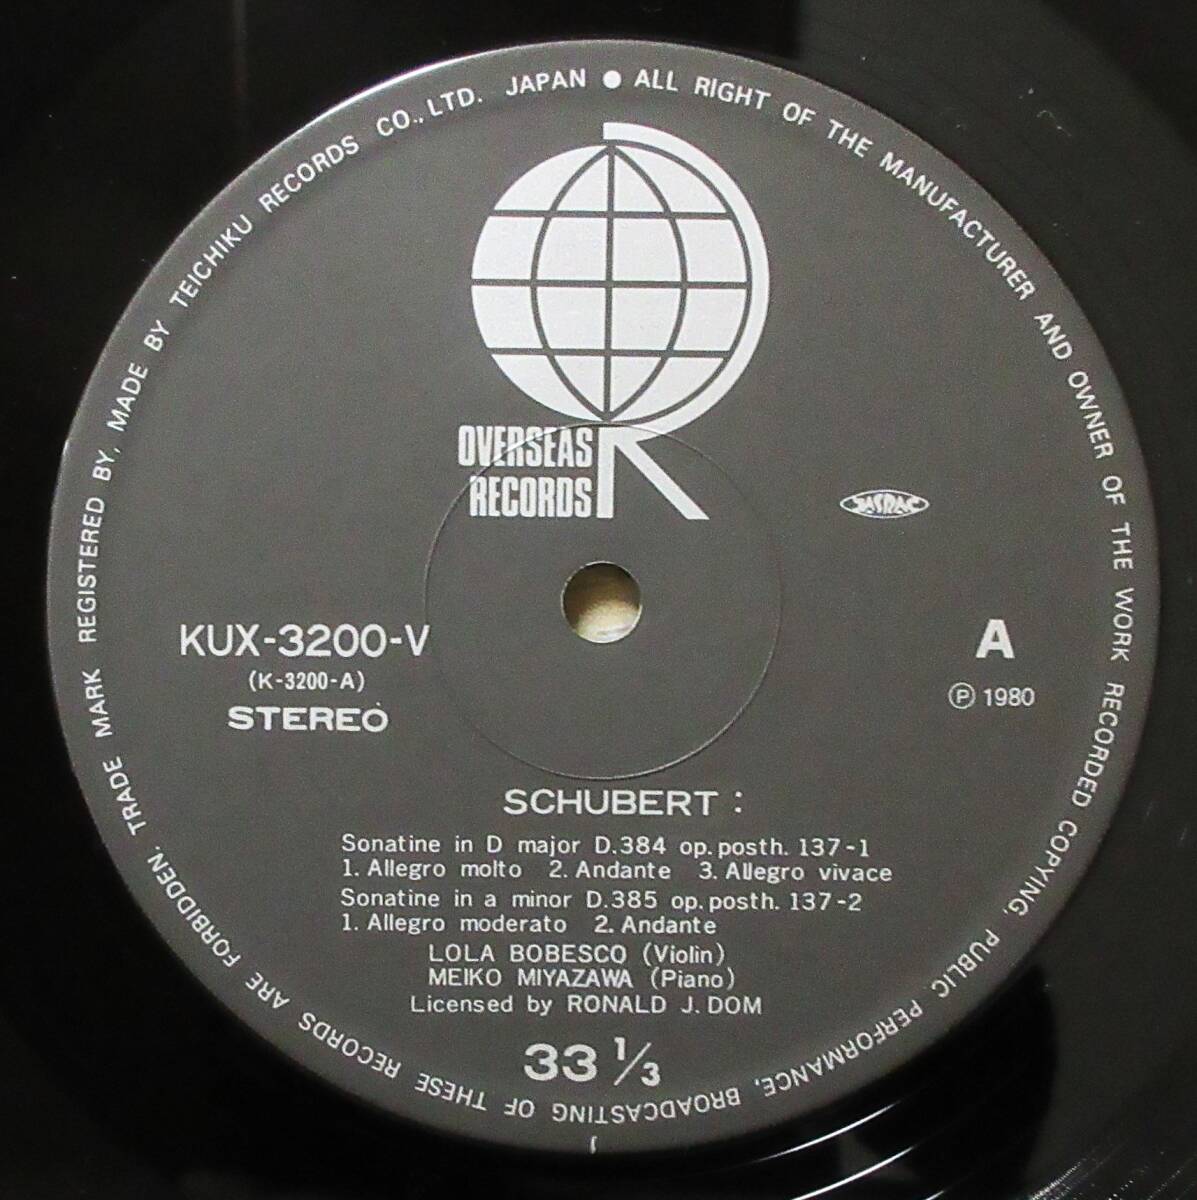 TRADE MARK REGISTERED BY, MADE BY TEICHIKU RECORDS CO., LTD. JAPAN ● ALL RIGHT OF THE MANUFACTURER AND OWNER OF THE WORK RECORDED COPYING, PUBLIC PERFORMANCE, BROADCASTING OF THESE RECORDS ARE FORBIDDEN.
OVERSEAS
RECORDS
R
JASRAC
KUX-3200-V
(K-3200-A)
STEREO
A
Ⓟ 1980
SCHUBERT :
Sonatine in D major D.384 op. posth. 137-1
1. Allegro molto 2. Andante 3. Allegro vivace
Sonatine in a minor D.385 op. posth. 137-2
1. Allegro moderato 2. Andante
LOLA BOBESCO (Violin)
MEIKO MIYAZAWA (Piano)
Licensed by RONALD J. DOM
33 1/3
J